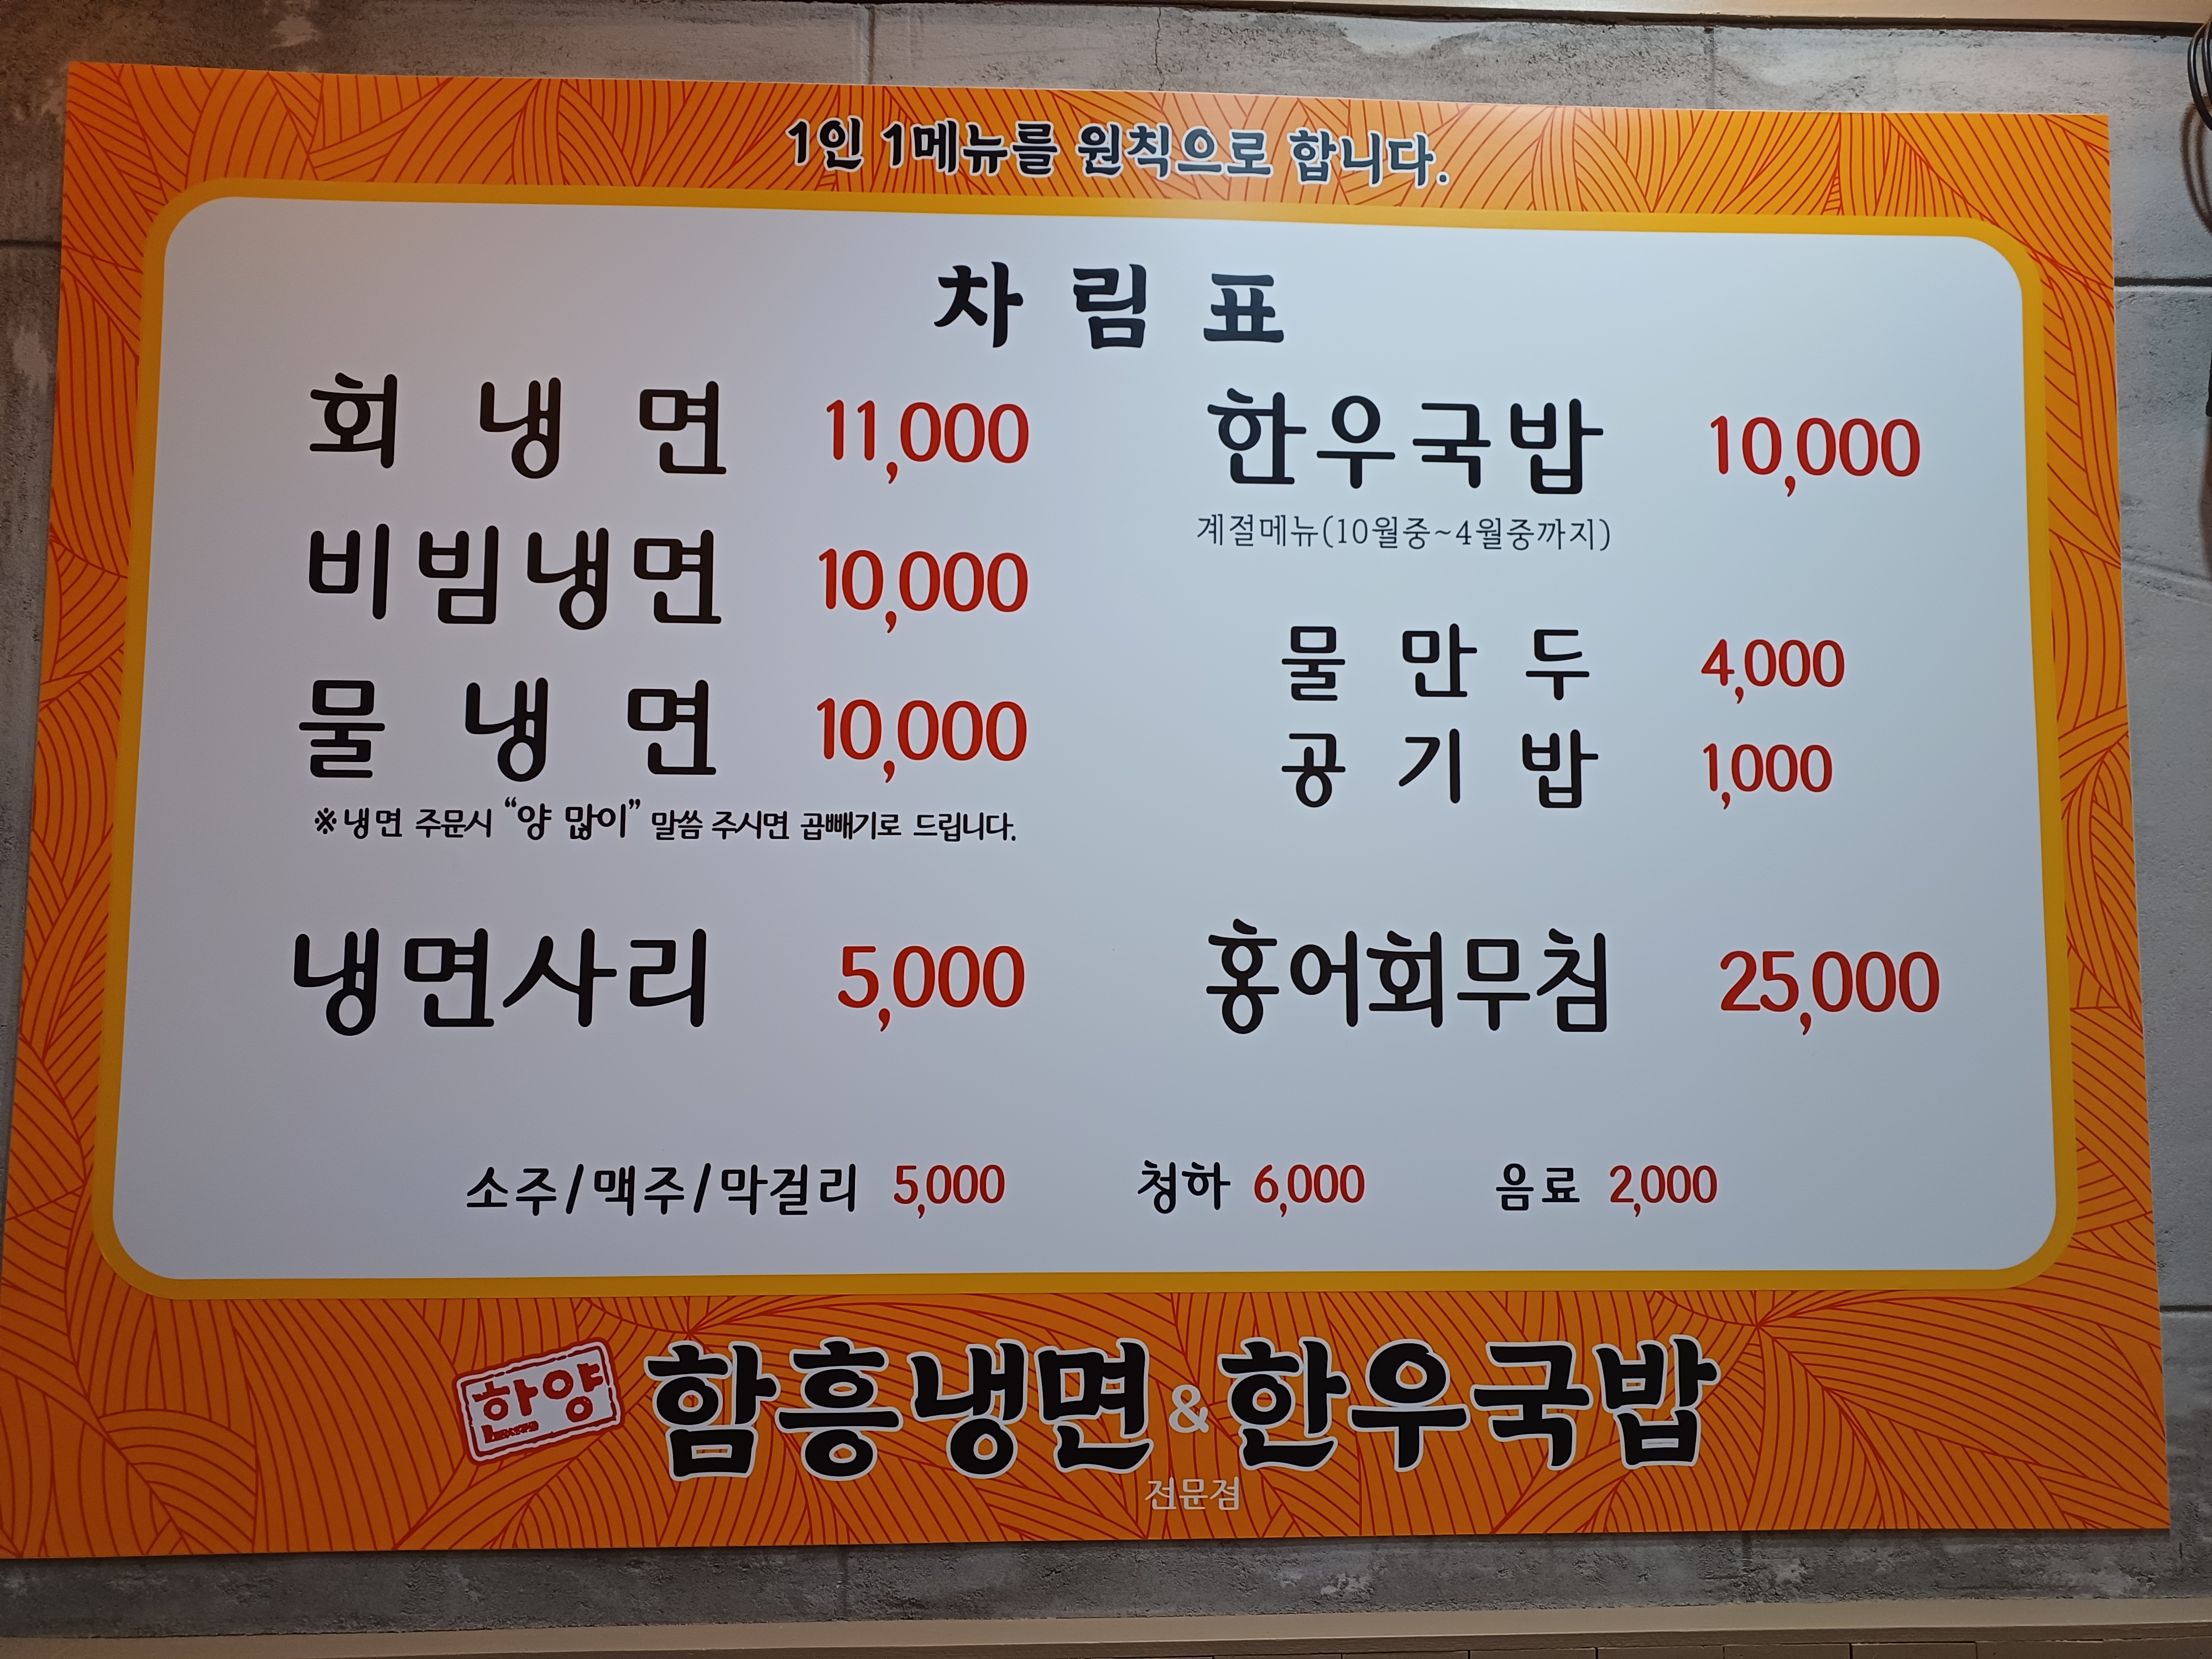 1인 1메뉴를 원칙으로 합니다.
차림표
회냉면 11,000
비빔냉면 10,000
물냉면 10,000
※냉면 주문시 “양 많이” 말씀 주시면 곱빼기로 드립니다.
냉면사리 5,000
한우국밥 10,000
계절메뉴(10월중~4월중까지)
물만두 4,000
공기밥 1,000
홍어회무침 25,000
소주/맥주/막걸리 5,000 청하 6,000 음료 2,000
함흥냉면&한우국밥
전문점